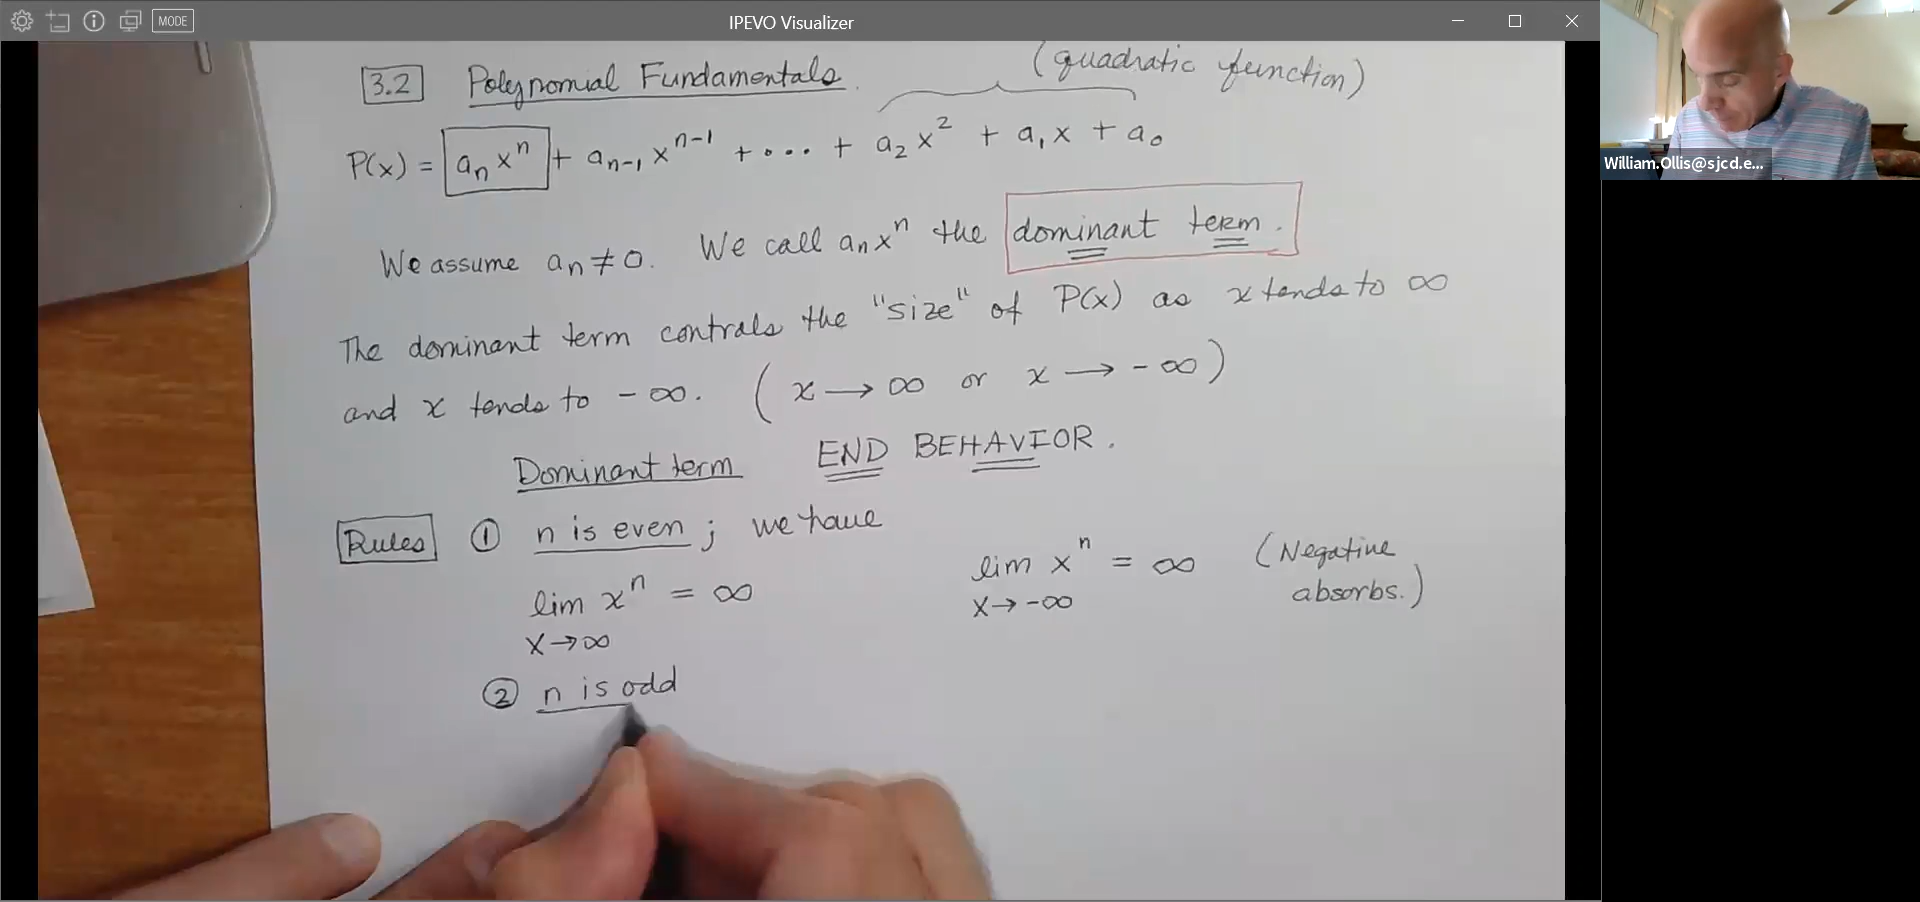 MODE
IPEVO Visualizer
William.Ollis@sjcd.e...
(quadratic function)
3.2 Polynomial Fundamentals.
P(x) = aₙxⁿ + aₙ₋₁xⁿ⁻¹ + ... + a₂x² + a₁x + a₀
We assume aₙ ≠ 0. We call aₙxⁿ the dominant term.
The dominant term controls the "size" of P(x) as x tends to ∞
and x tends to -∞. (x → ∞ or x → -∞)
Dominant term END BEHAVIOR.
Rules ① n is even; we have
lim xⁿ = ∞ lim xⁿ = ∞ (Negative
x→∞ x→-∞ absorbs.)
② n is odd